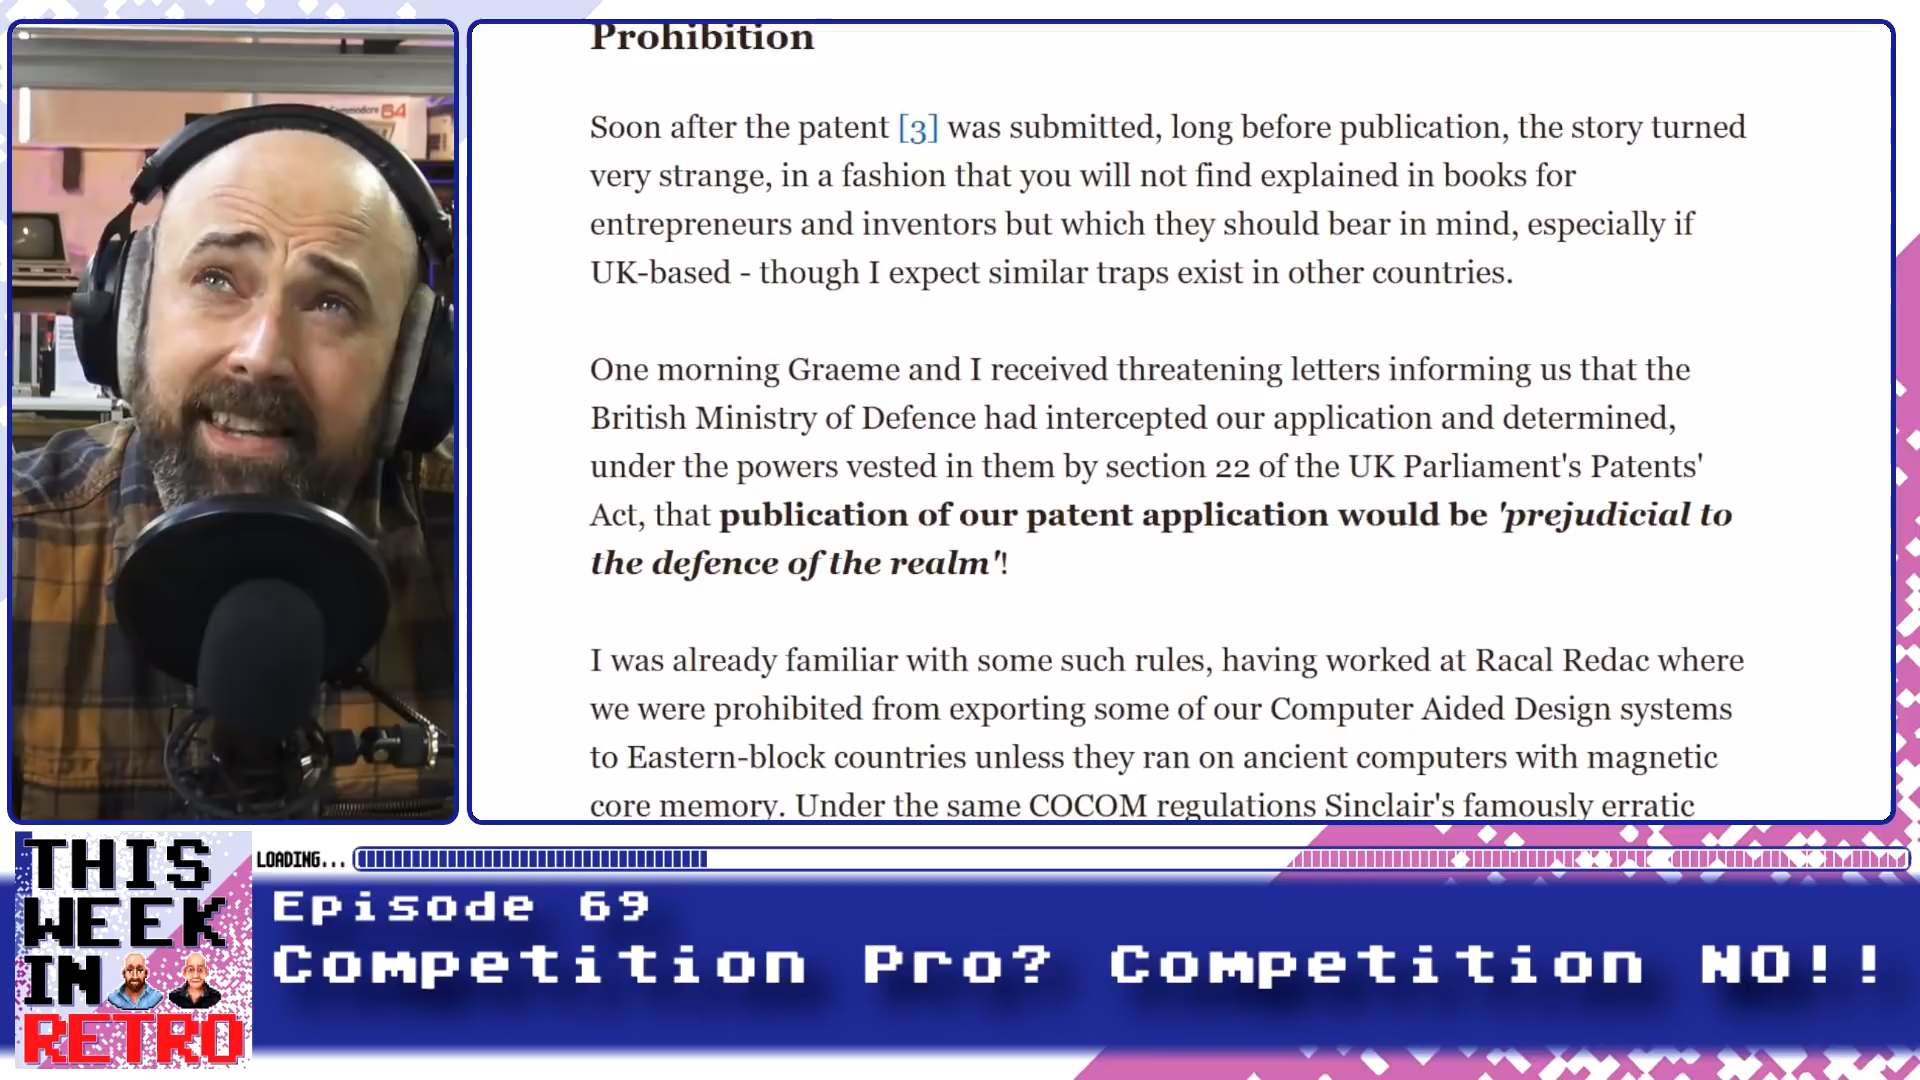 Commodore 64
Prohibition
Soon after the patent [3] was submitted, long before publication, the story turned
very strange, in a fashion that you will not find explained in books for
entrepreneurs and inventors but which they should bear in mind, especially if
UK-based - though I expect similar traps exist in other countries.
One morning Graeme and I received threatening letters informing us that the
British Ministry of Defence had intercepted our application and determined,
under the powers vested in them by section 22 of the UK Parliament's Patents'
Act, that publication of our patent application would be 'prejudicial to
the defence of the realm'!
I was already familiar with some such rules, having worked at Racal Redac where
we were prohibited from exporting some of our Computer Aided Design systems
to Eastern-block countries unless they ran on ancient computers with magnetic
core memory. Under the same COCOM regulations Sinclair's famously erratic
LOADING...
THIS
WEEK
IN
RETRO
Episode 69
Competition Pro? Competition NO!!